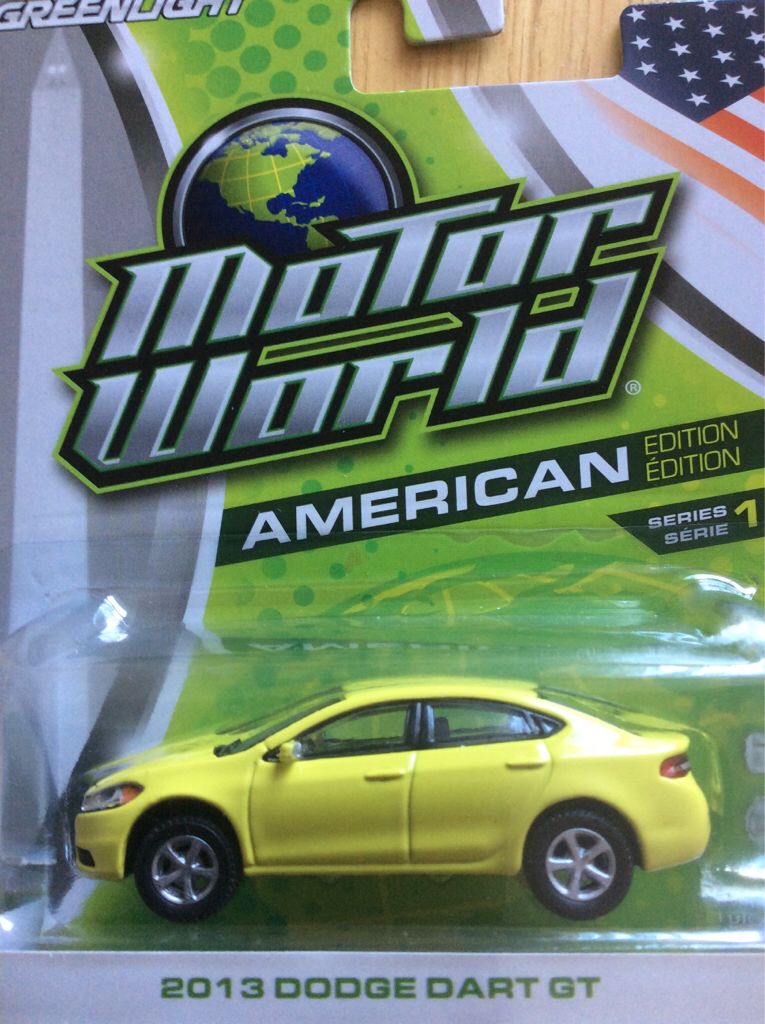 GREENLIGHT
MoTor
World®
AMERICAN EDITION
ÉDITION
SERIES 1
SÉRIE
2013 DODGE DART GT